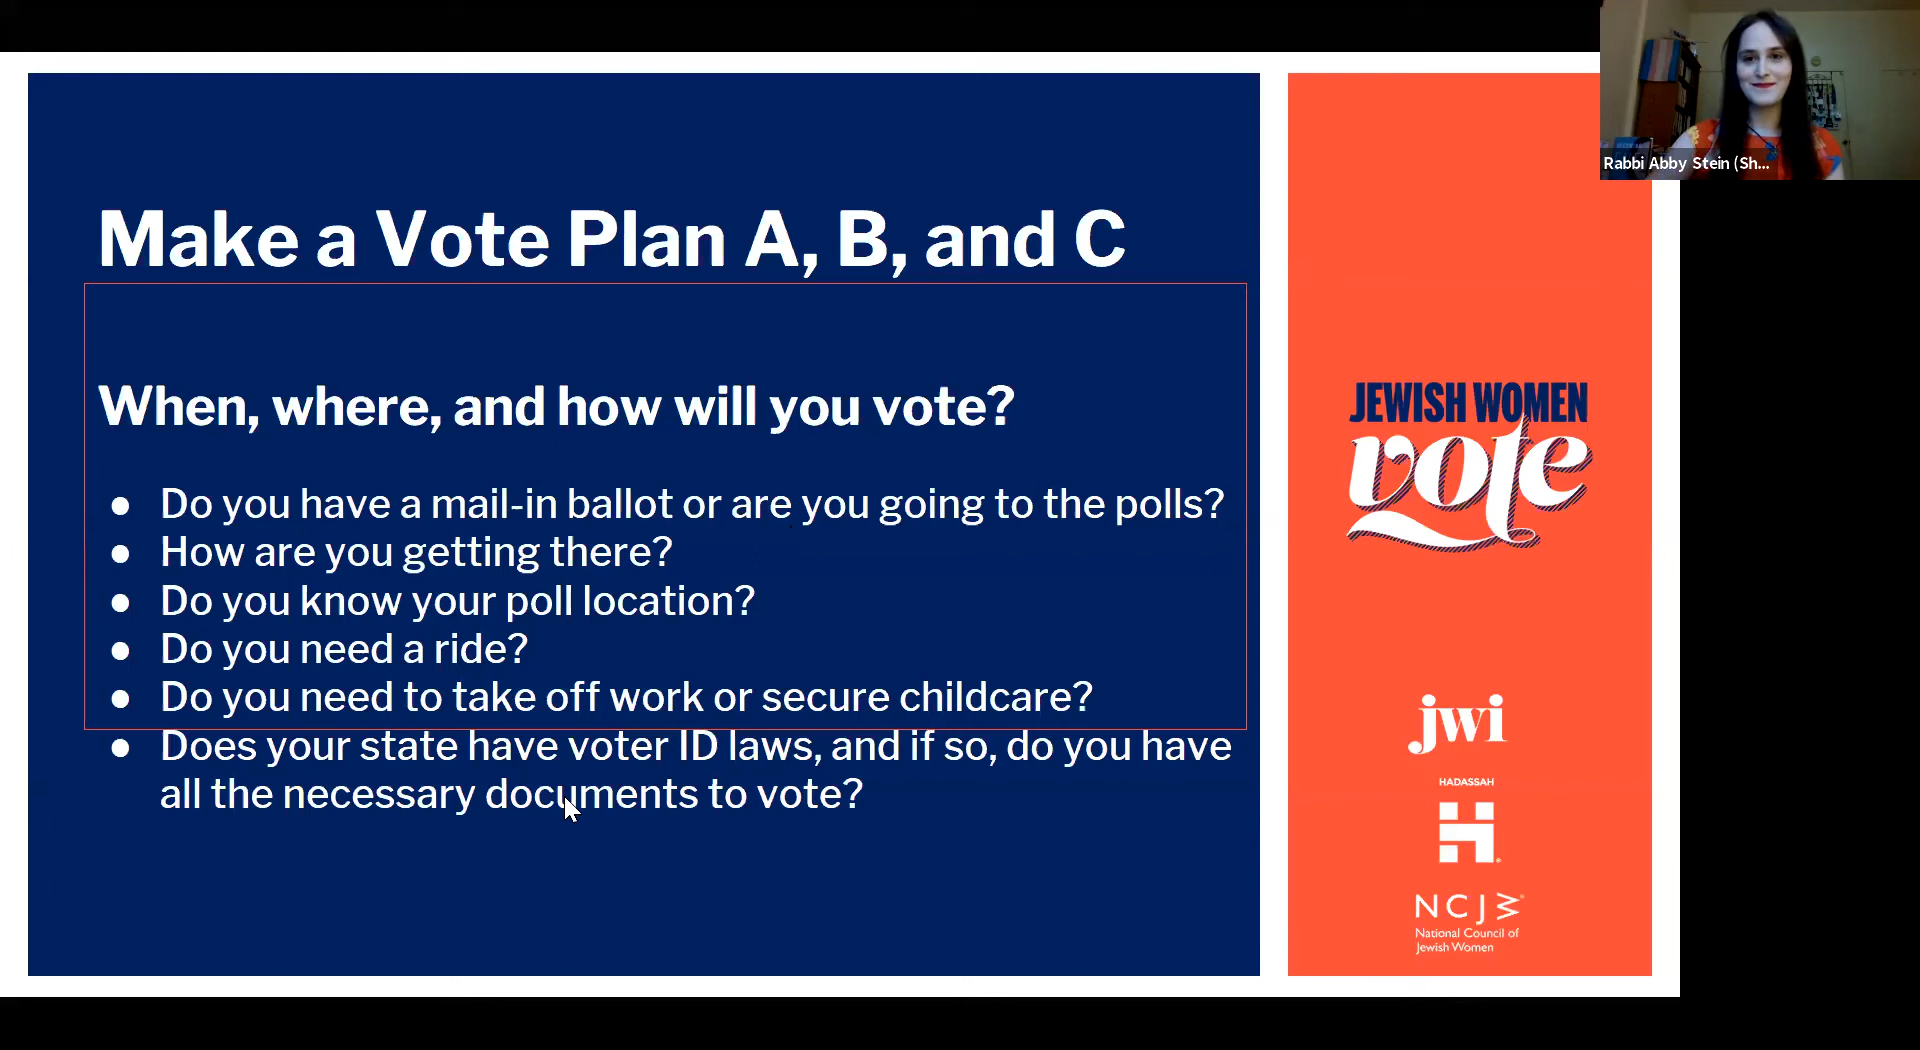 Make a Vote Plan A, B, and C
When, where, and how will you vote?
● Do you have a mail-in ballot or are you going to the polls?
● How are you getting there?
● Do you know your poll location?
● Do you need a ride?
● Do you need to take off work or secure childcare?
● Does your state have voter ID laws, and if so, do you have
all the necessary documents to vote?
JEWISH WOMEN
vote
jwi
HADASSAH
H
NCJW
National Council of
Jewish Women
Rabbi Abby Stein (Sh...